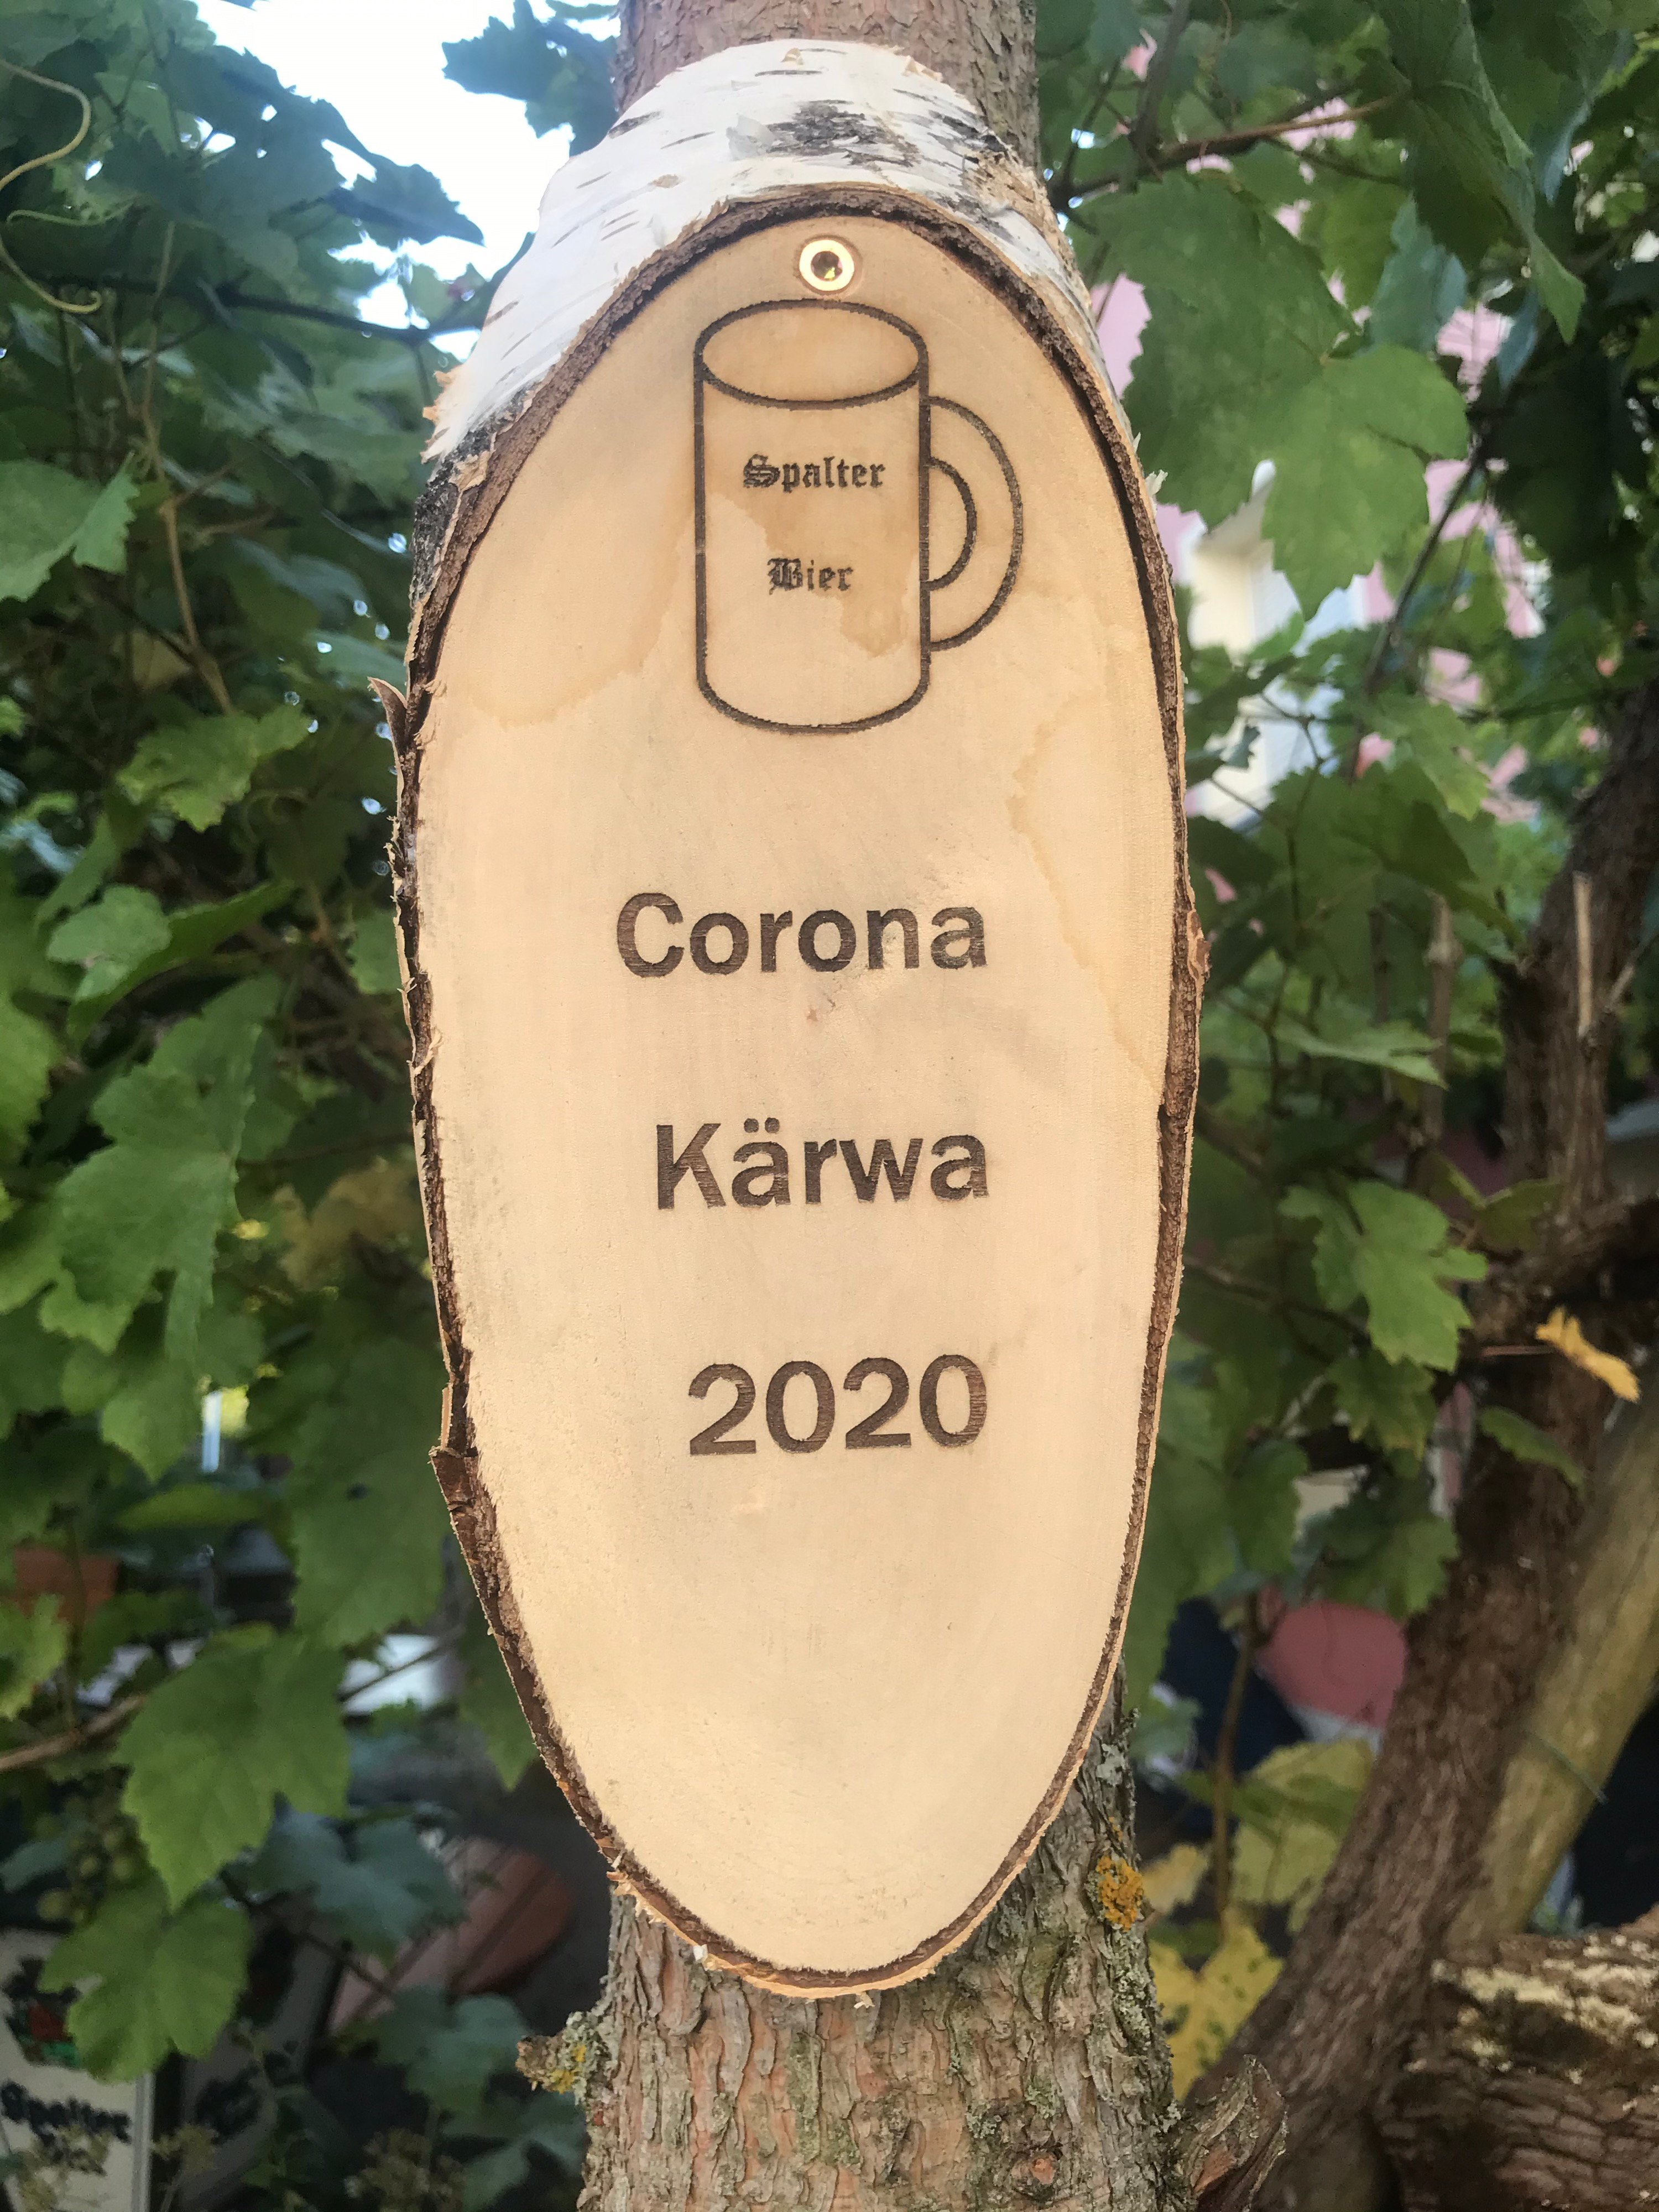 Spalter
Bier
Corona
Kärwa
2020
Spalter